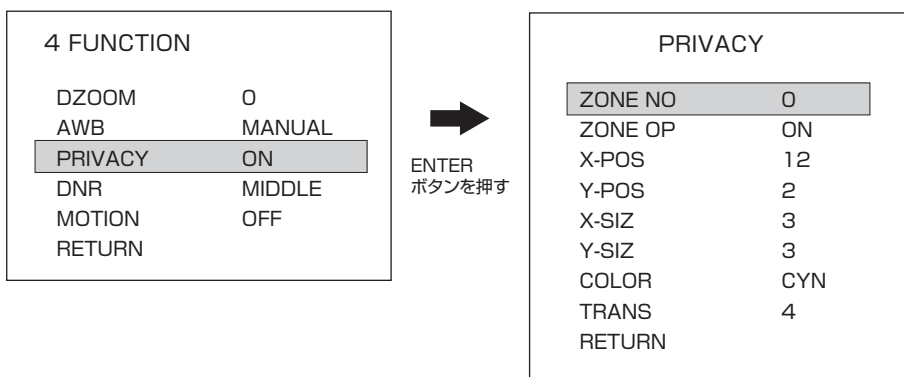 4 FUNCTION
DZOOM 0
AWB MANUAL
PRIVACY ON
DNR MIDDLE
MOTION OFF
RETURN
ENTER
ボタンを押す
PRIVACY
ZONE NO 0
ZONE OP ON
X-POS 12
Y-POS 2
X-SIZ 3
Y-SIZ 3
COLOR CYN
TRANS 4
RETURN